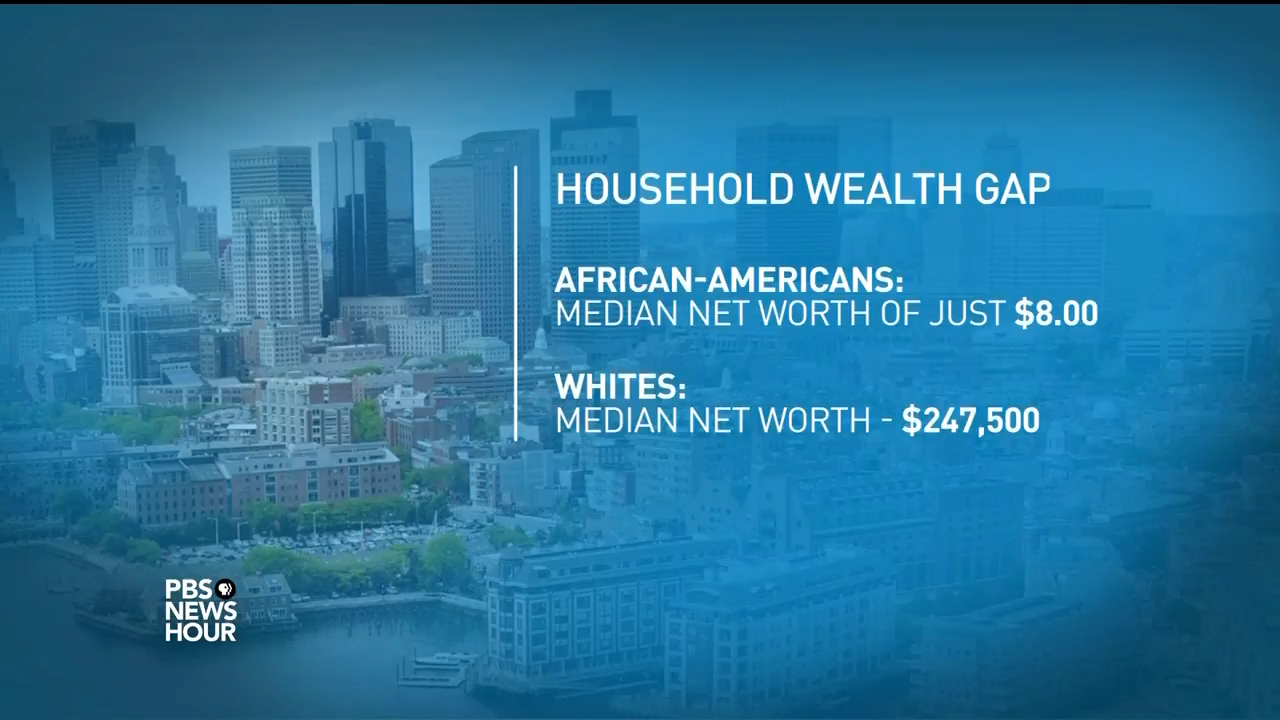 HOUSEHOLD WEALTH GAP
AFRICAN-AMERICANS:
MEDIAN NET WORTH OF JUST $8.00
WHITES:
MEDIAN NET WORTH - $247,500
PBS
NEWS
HOUR